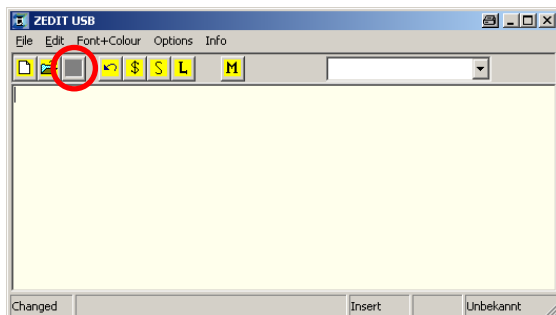 ZEDIT USB
File Edit Font+Colour Options Info
$ S L M
Changed Insert Unbekannt